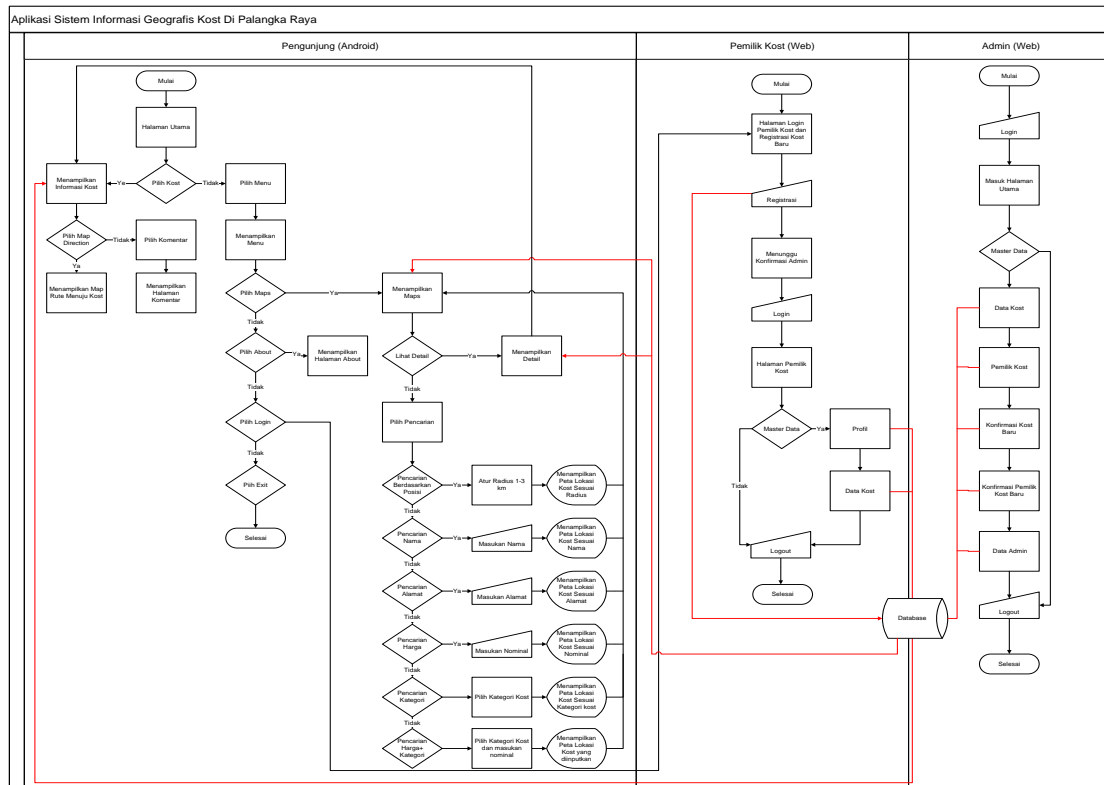 Aplikasi Sistem Informasi Geografis Kost Di Palangka Raya
Pengunjung (Android)
Mulai
Halaman Utama
Menampilkan
Informasi Kost
Ya
Pilih Kost
Tidak
Pilih Menu
Pilih Map
Direction
Tidak
Pilih Komentar
Ya
Menampilkan Map
Rute Menuju Kost
Menampilkan
Halaman
Komentar
Menampilkan
Menu
Pilih Maps
Ya
Tidak
Pilih About
Ya
Menampilkan
Halaman About
Tidak
Pilih Login
Tidak
Pilih Exit
Selesai
Menampilkan
Maps
Lihat Detail
Ya
Menampilkan
Detail
Tidak
Pilih Pencarian
Pencarian
Berdasarkan
Posisi
Ya
Atur Radius 1-3
km
Menampilkan
Peta Lokasi
Kost Sesuai
Radius
Tidak
Pencarian
Nama
Ya
Masukan Nama
Menampilkan
Peta Lokasi
Kost Sesuai
Nama
Tidak
Pencarian
Alamat
Ya
Masukan Alamat
Menampilkan
Peta Lokasi
Kost Sesuai
Alamat
Tidak
Pencarian
Harga
Ya
Masukan Nominal
Menampilkan
Peta Lokasi
Kost Sesuai
Nominal
Tidak
Pencarian
Kategori
Pilih Kategori Kost
Menampilkan
Peta Lokasi
Kost Sesuai
Kategori kost
Tidak
Pencarian
Harga+
Kategori
Pilih Kategori Kost
dan masukan
nominal
Menampilkan
Peta Lokasi
Kost yang
diinputkan
Pemilik Kost (Web)
Mulai
Halaman Login
Pemilik Kost dan
Registrasi Kost
Baru
Registrasi
Menunggu
Konfirmasi Admin
Login
Halaman Pemilik
Kost
Master Data
Ya
Profil
Tidak
Data Kost
Logout
Selesai
Database
Admin (Web)
Mulai
Login
Masuk Halaman
Utama
Master Data
Data Kost
Pemilik Kost
Konfirmasi Kost
Baru
Konfirmasi Pemilik
Kost Baru
Data Admin
Logout
Selesai